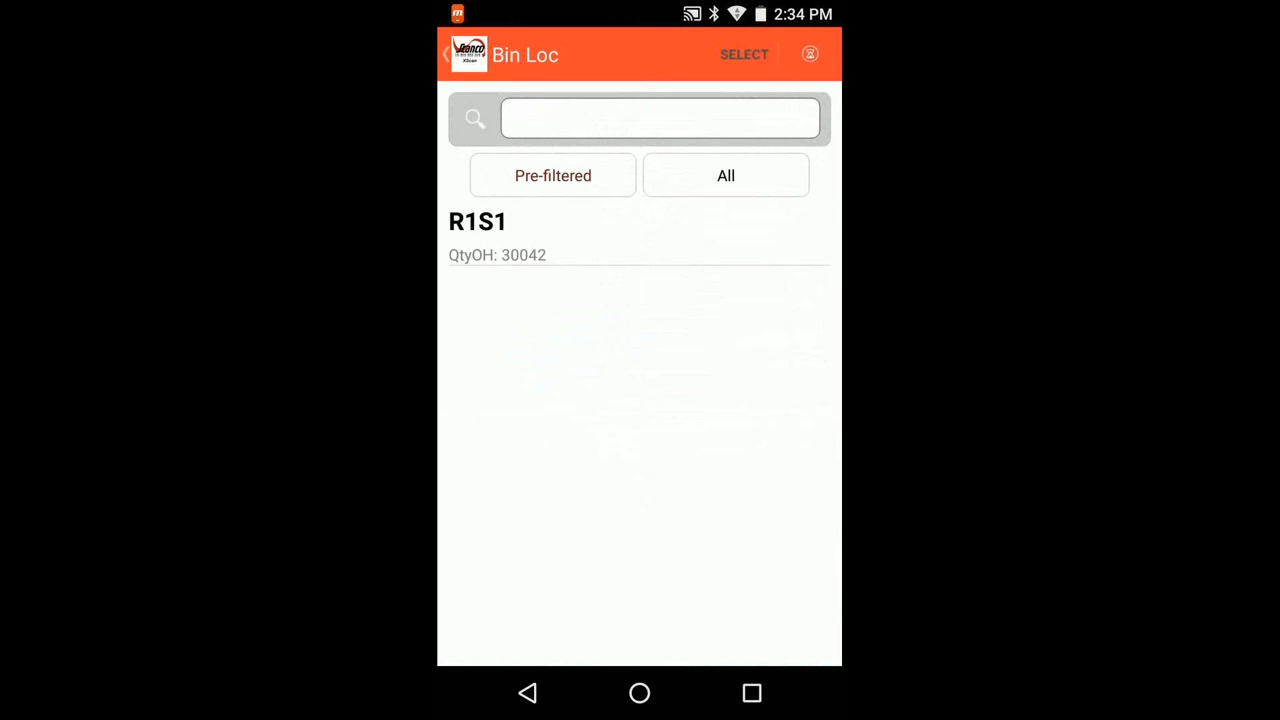 2:34 PM
Bin Loc
SELECT
Pre-filtered
All
R1S1
QtyOH: 30042